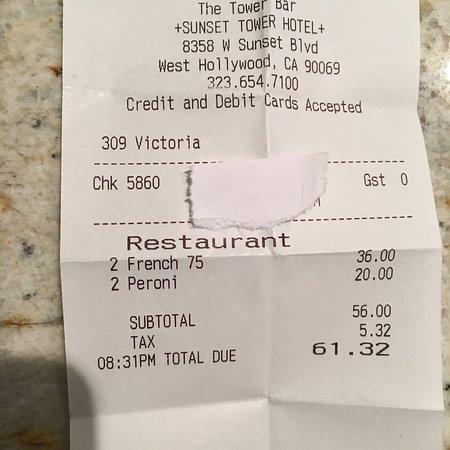 The Tower Bar
+SUNSET TOWER HOTEL+
8358 W Sunset Blvd
West Hollywood, CA 90069
323.654.7100
Credit and Debit Cards Accepted
309 Victoria
Chk 5860 Gst 0
Restaurant
2 French 75 36.00
2 Peroni 20.00
SUBTOTAL 56.00
TAX 5.32
08:31PM TOTAL DUE 61.32